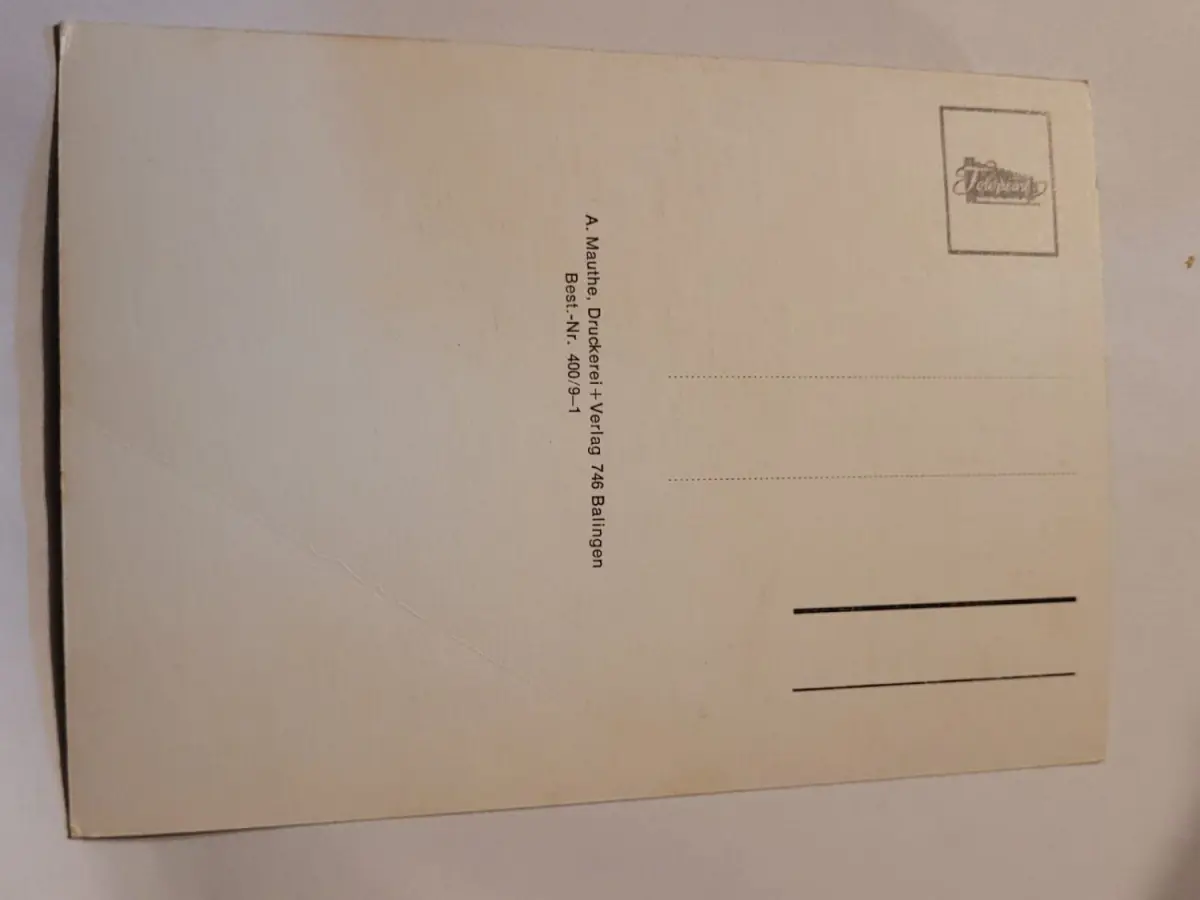 A. Mauthe, Druckerei + Verlag 746 Balingen
Best.-Nr. 400/9–1